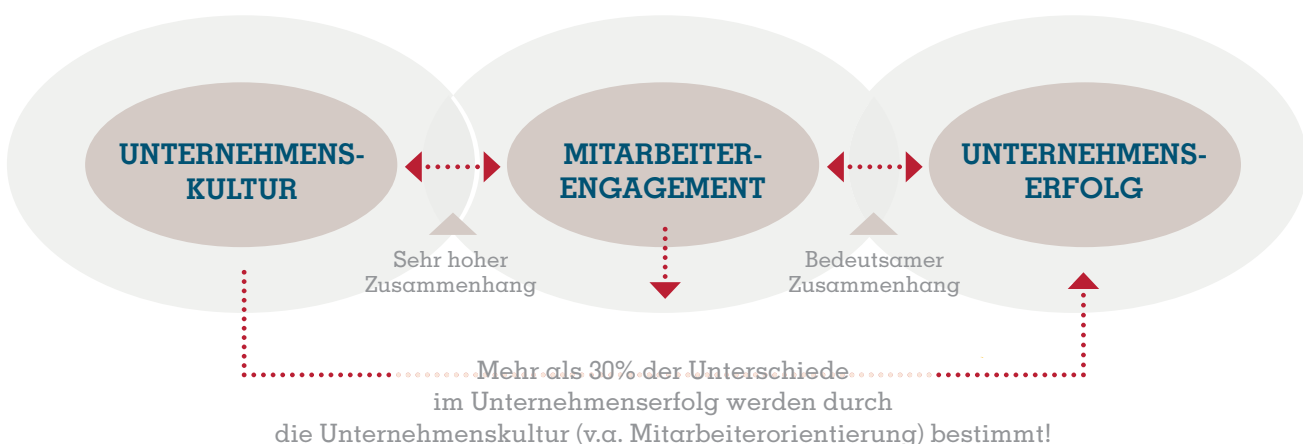 UNTERNEHMENS-
KULTUR
MITARBEITER-
ENGAGEMENT
UNTERNEHMENS-
ERFOLG
Sehr hoher
Zusammenhang
Bedeutsamer
Zusammenhang
Mehr als 30% der Unterschiede
im Unternehmenserfolg werden durch
die Unternehmenskultur (v.a. Mitarbeiterorientierung) bestimmt!